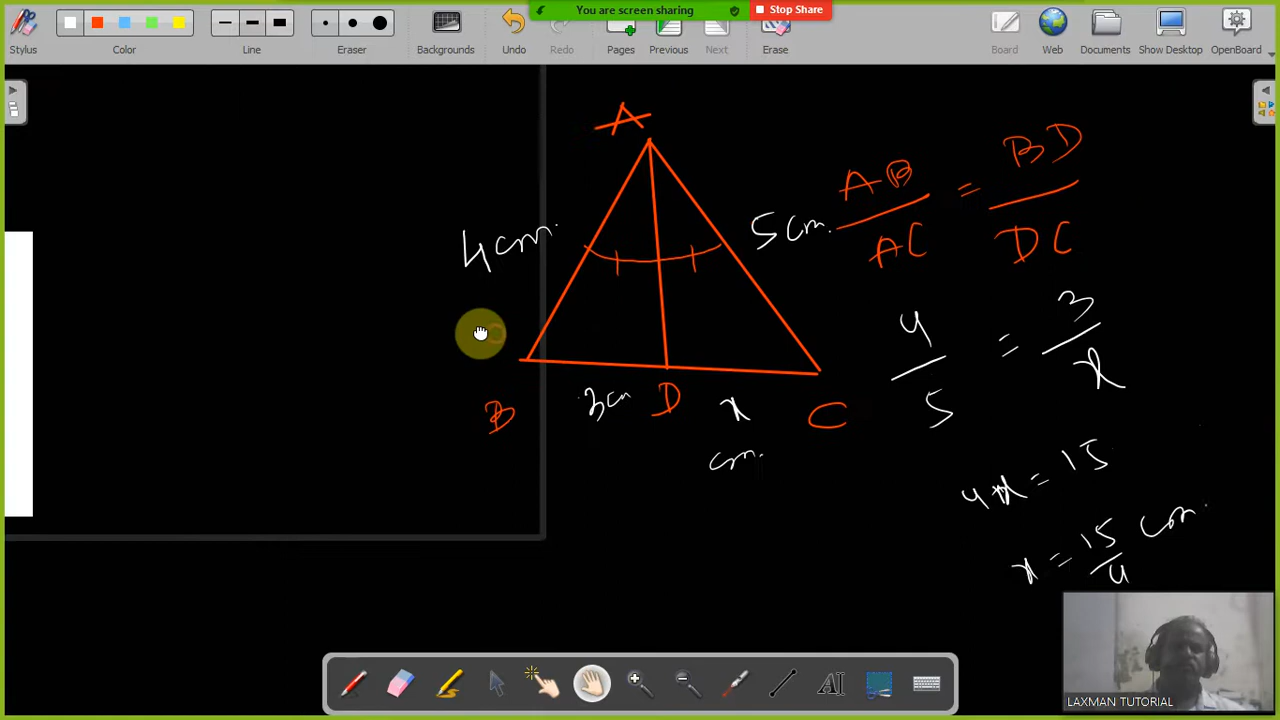 You are screen sharing
Stop Share
Stylus
Color
Line
Eraser
Backgrounds
Undo
Redo
Pages
Previous
Next
Erase
Board
Web
Documents
Show Desktop
OpenBoard
A
4cm.
5cm.
B
3cm
D
x
cm.
C
AB/AC = BD/DC
4/5 = 3/x
4x = 15
x = 15/4 cm.
LAXMAN TUTORIAL